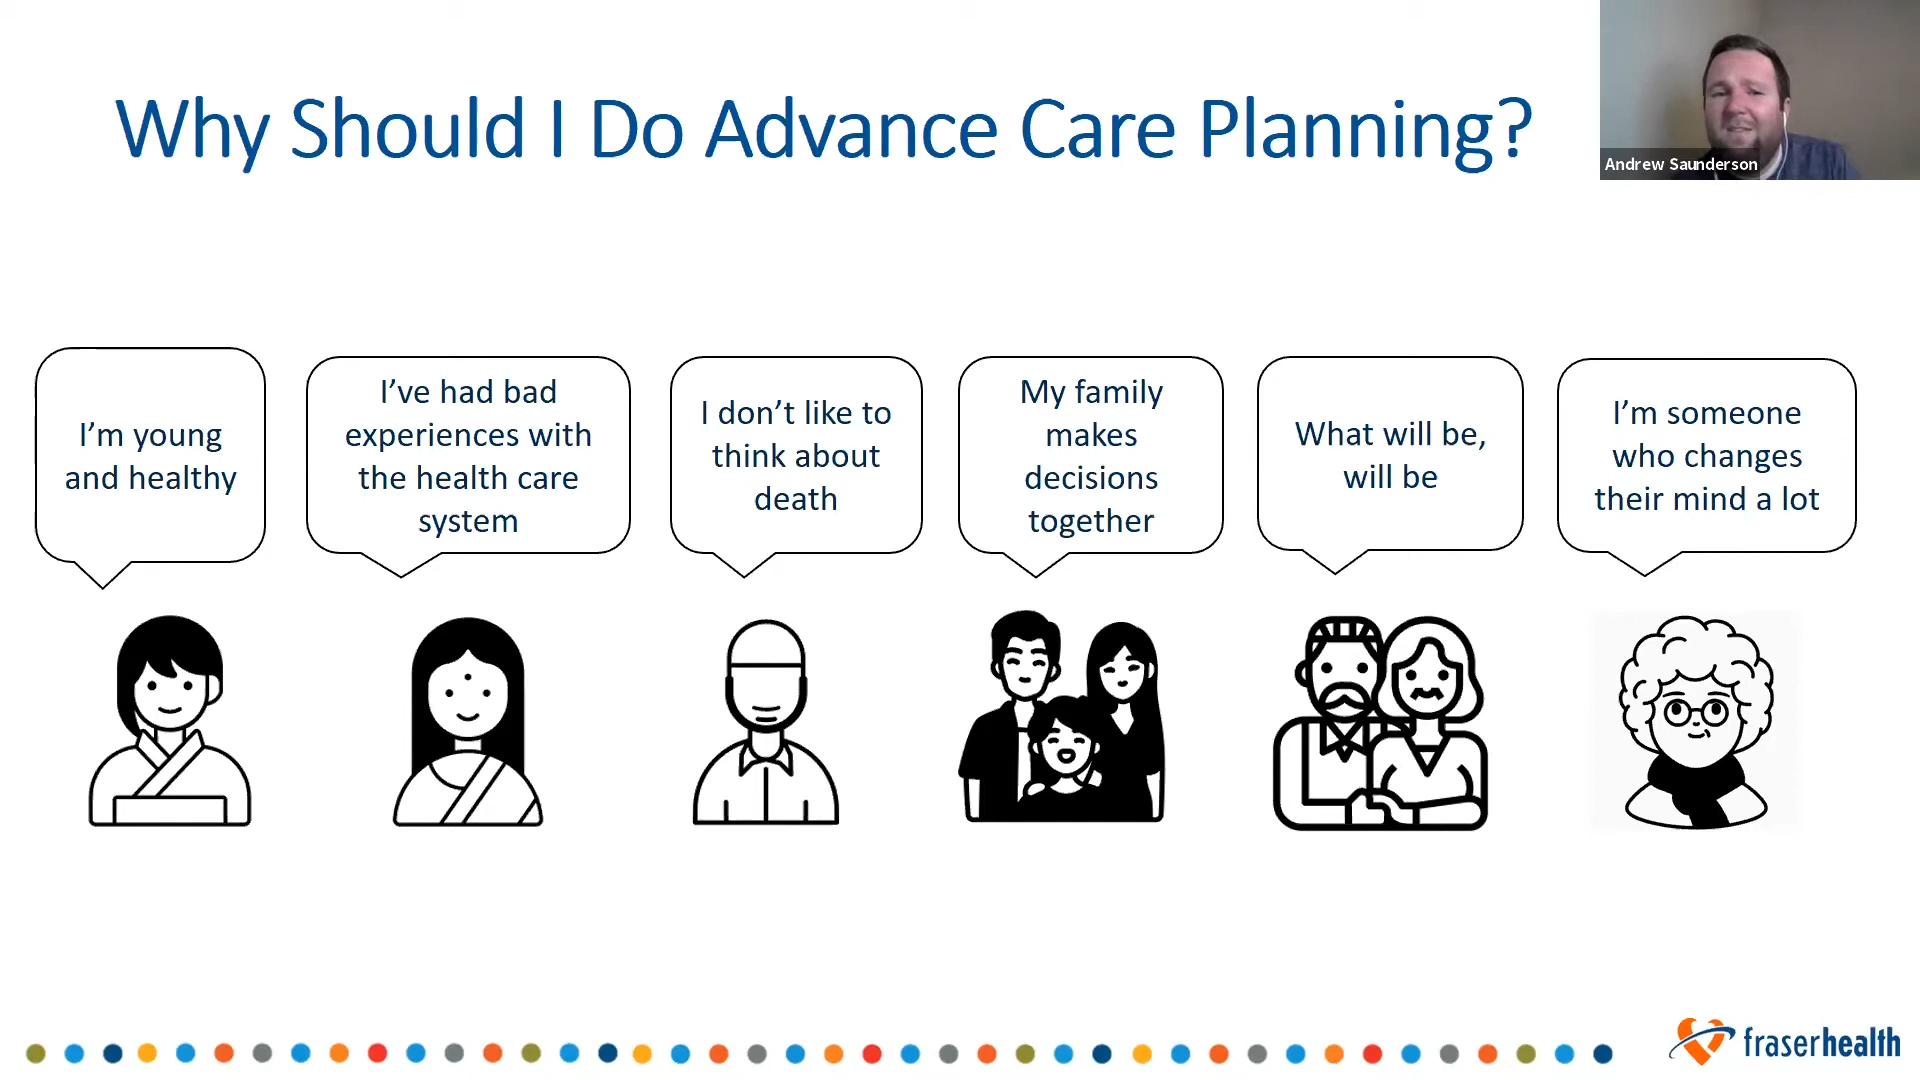 Why Should I Do Advance Care Planning?
Andrew Saunderson
I’m young
and healthy
I’ve had bad
experiences with
the health care
system
I don’t like to
think about
death
My family
makes
decisions
together
What will be,
will be
I’m someone
who changes
their mind a lot
fraserhealth